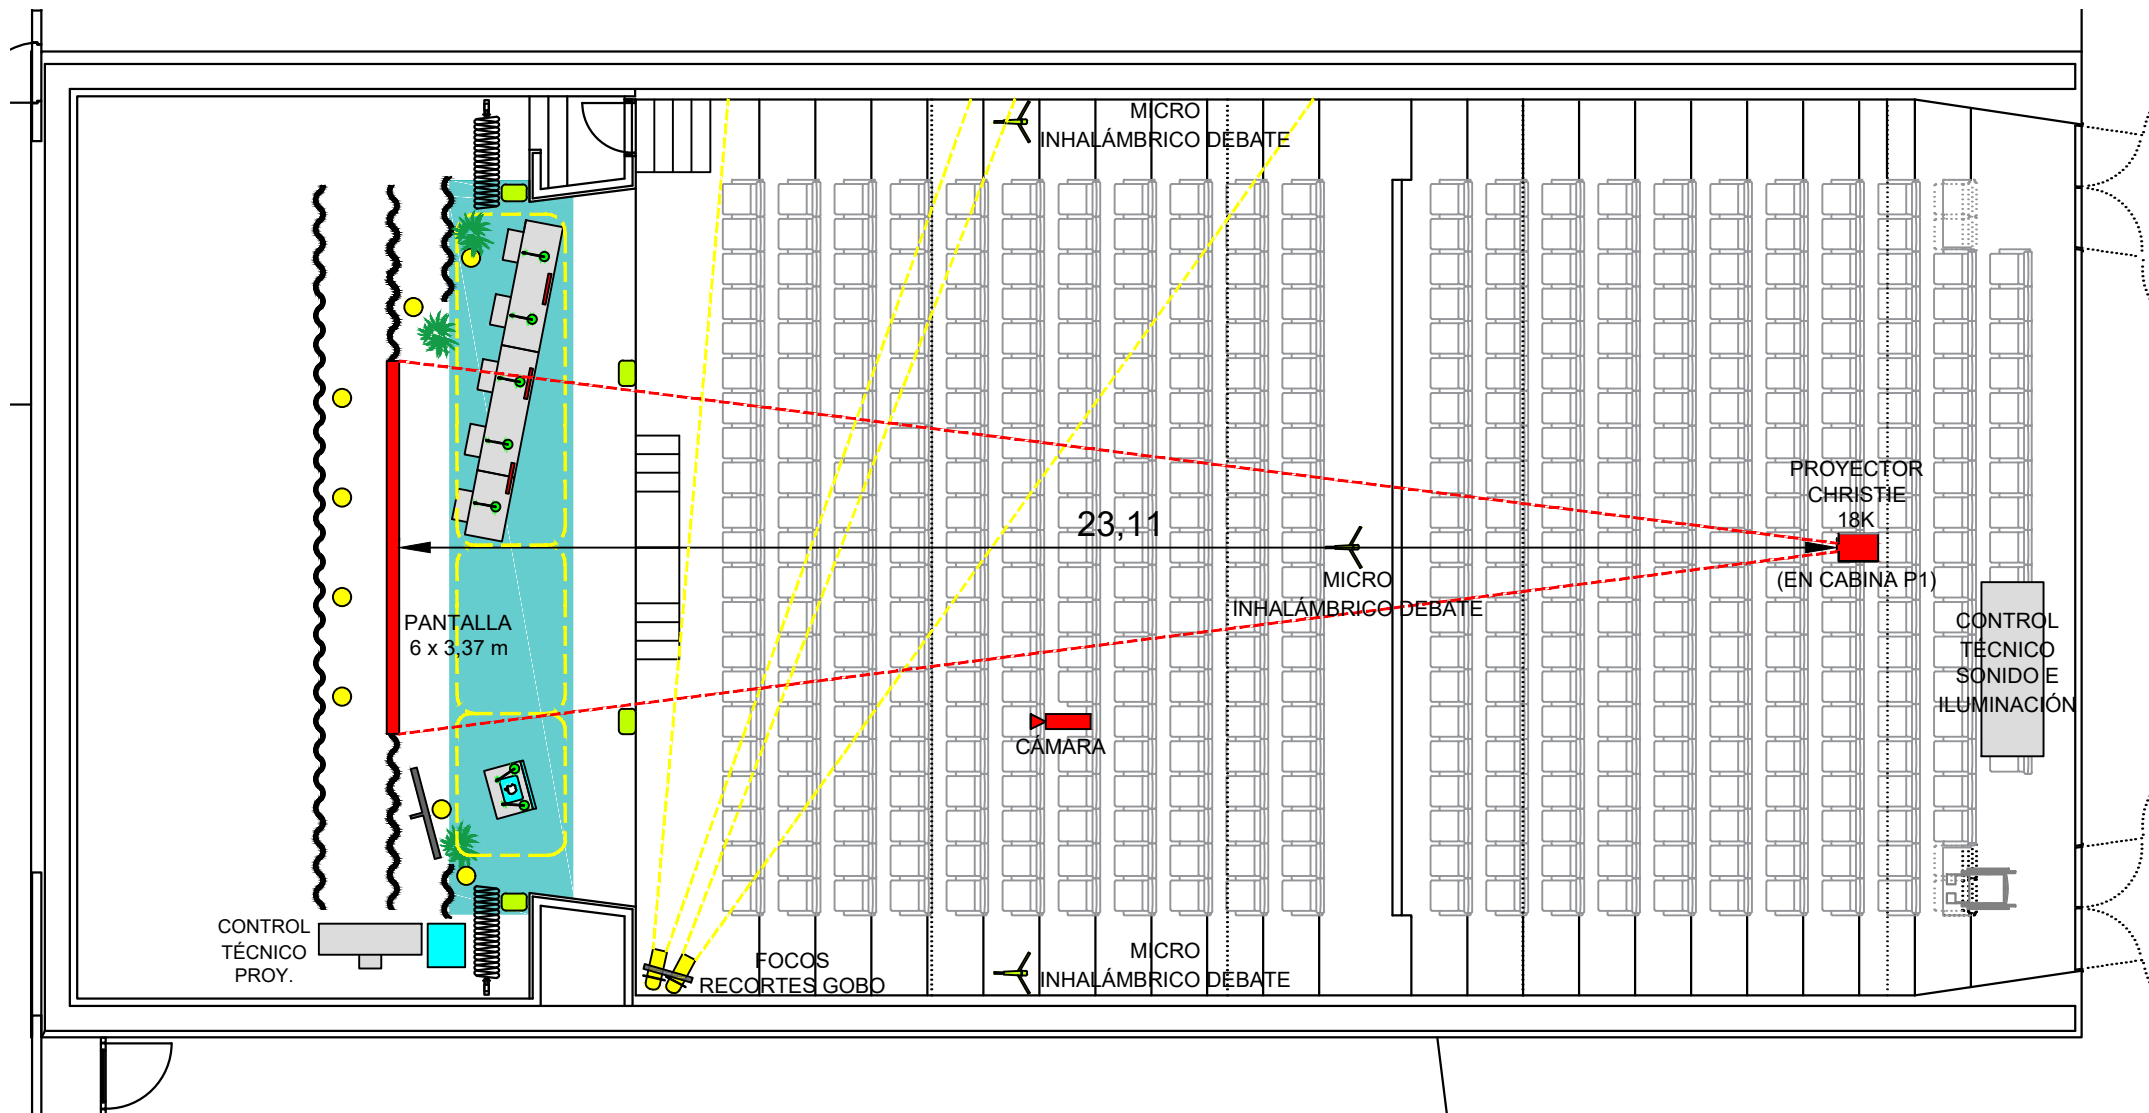 MICRO
INHALÁMBRICO DEBATE
PROYECTOR
CHRISTIE
18K
(EN CABINA P1)
23,11
MICRO
INHALÁMBRICO DEBATE
PANTALLA
6 x 3,37 m
CONTROL
TÉCNICO
SONIDO E
ILUMINACIÓN
CÁMARA
CONTROL
TÉCNICO
PROY.
FOCOS
RECORTES GOBO
MICRO
INHALÁMBRICO DEBATE